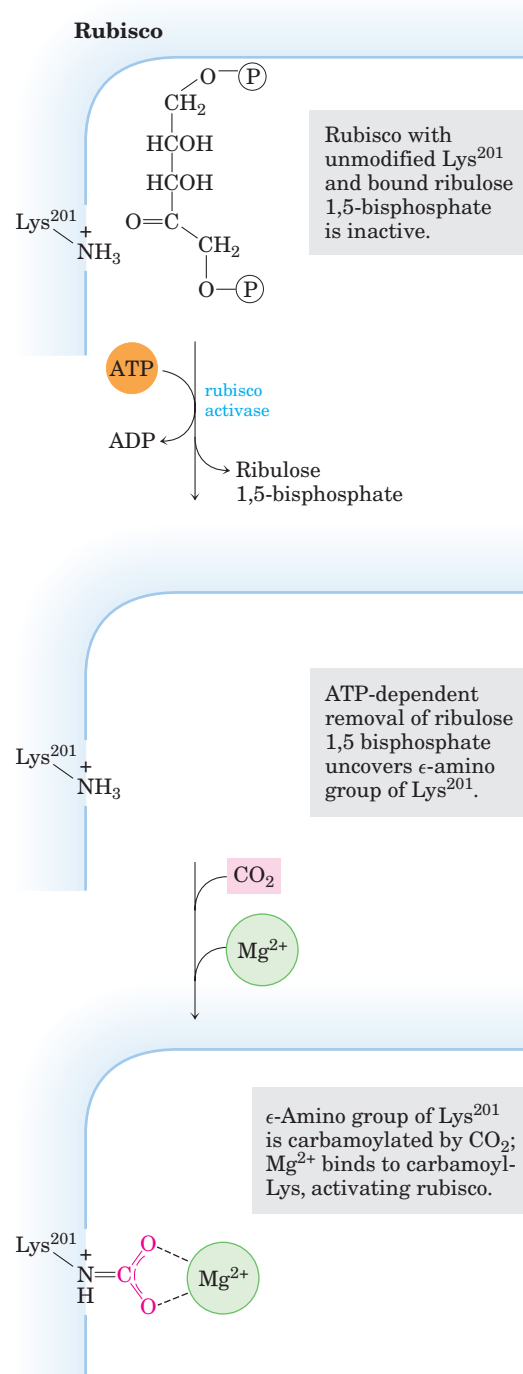 Rubisco
O—Ⓟ
CH₂
HCOH
HCOH
O=C
CH₂
O—Ⓟ
Lys²⁰¹
+
NH₃
Rubisco with
unmodified Lys²⁰¹
and bound ribulose
1,5-bisphosphate
is inactive.
ATP
rubisco
activase
ADP
Ribulose
1,5-bisphosphate
Lys²⁰¹
+
NH₃
ATP-dependent
removal of ribulose
1,5 bisphosphate
uncovers ϵ-amino
group of Lys²⁰¹.
CO₂
Mg²⁺
ϵ-Amino group of Lys²⁰¹
is carbamoylated by CO₂;
Mg²⁺ binds to carbamoyl-
Lys, activating rubisco.
Lys²⁰¹
+
O
N=C
H
O
Mg²⁺